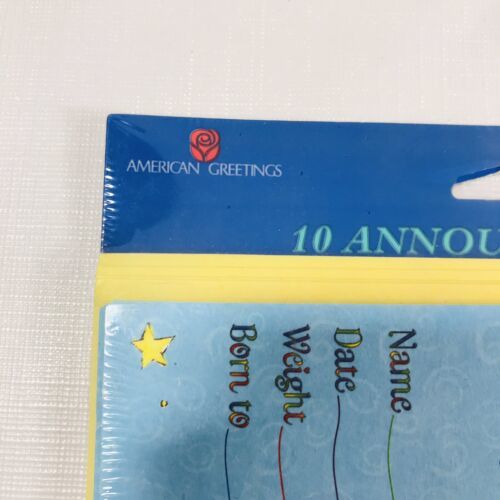 AMERICAN GREETINGS
10 ANNOU
Name
Date
Weight
Born to